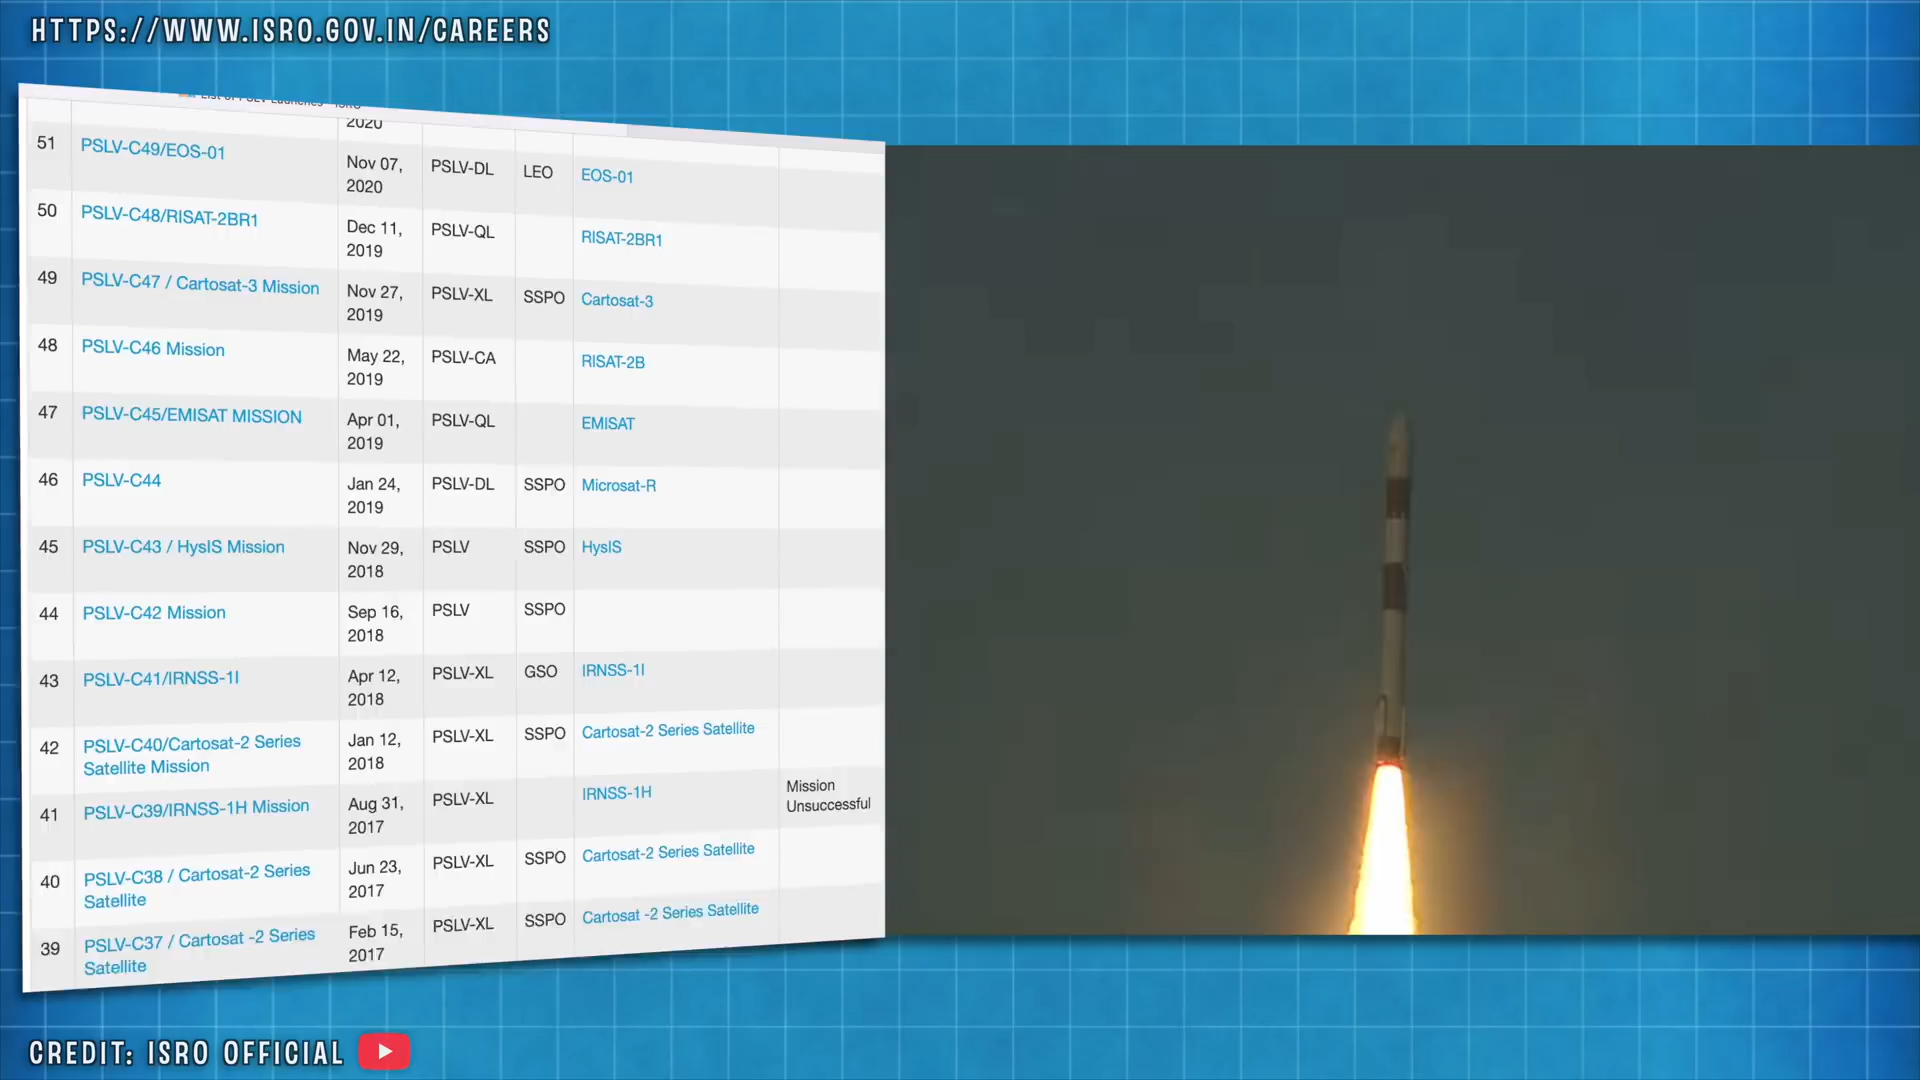 HTTPS://WWW.ISRO.GOV.IN/CAREERS
List of PSLV Launches - ISRO
2020
51 PSLV-C49/EOS-01 Nov 07, 2020 PSLV-DL LEO EOS-01
50 PSLV-C48/RISAT-2BR1 Dec 11, 2019 PSLV-QL RISAT-2BR1
49 PSLV-C47 / Cartosat-3 Mission Nov 27, 2019 PSLV-XL SSPO Cartosat-3
48 PSLV-C46 Mission May 22, 2019 PSLV-CA RISAT-2B
47 PSLV-C45/EMISAT MISSION Apr 01, 2019 PSLV-QL EMISAT
46 PSLV-C44 Jan 24, 2019 PSLV-DL SSPO Microsat-R
45 PSLV-C43 / HysIS Mission Nov 29, 2018 PSLV SSPO HysIS
44 PSLV-C42 Mission Sep 16, 2018 PSLV SSPO
43 PSLV-C41/IRNSS-1I Apr 12, 2018 PSLV-XL GSO IRNSS-1I
42 PSLV-C40/Cartosat-2 Series Satellite Mission Jan 12, 2018 PSLV-XL SSPO Cartosat-2 Series Satellite
41 PSLV-C39/IRNSS-1H Mission Aug 31, 2017 PSLV-XL IRNSS-1H Mission Unsuccessful
40 PSLV-C38 / Cartosat-2 Series Satellite Jun 23, 2017 PSLV-XL SSPO Cartosat-2 Series Satellite
39 PSLV-C37 / Cartosat -2 Series Satellite Feb 15, 2017 PSLV-XL SSPO Cartosat -2 Series Satellite
CREDIT: ISRO OFFICIAL